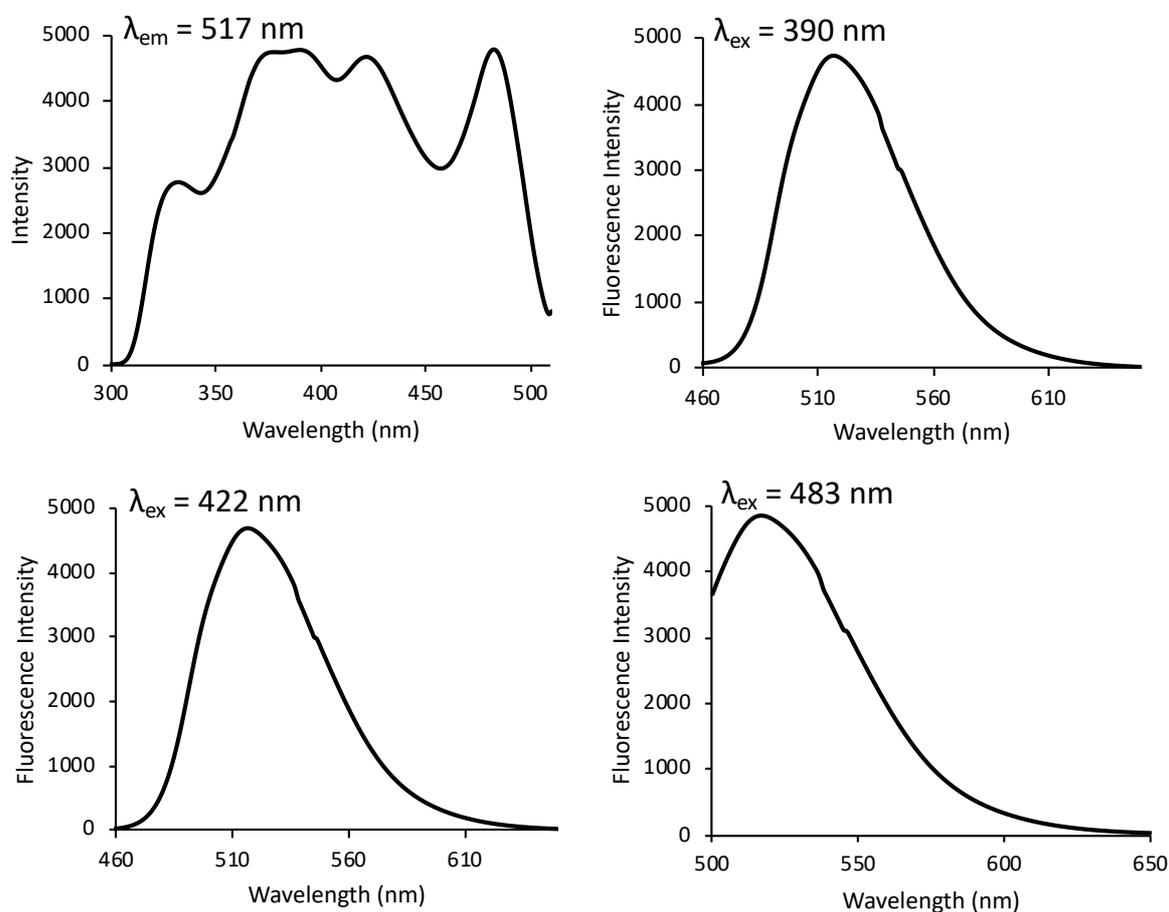 λem = 517 nm
5000
4000
3000
2000
1000
0
Intensity
300 350 400 450 500
Wavelength (nm)
λex = 390 nm
5000
4000
3000
2000
1000
0
Fluorescence Intensity
460 510 560 610
Wavelength (nm)
λex = 422 nm
5000
4000
3000
2000
1000
0
Fluorescence Intensity
460 510 560 610
Wavelength (nm)
λex = 483 nm
5000
4000
3000
2000
1000
0
Fluorescence Intensity
500 550 600 650
Wavelength (nm)